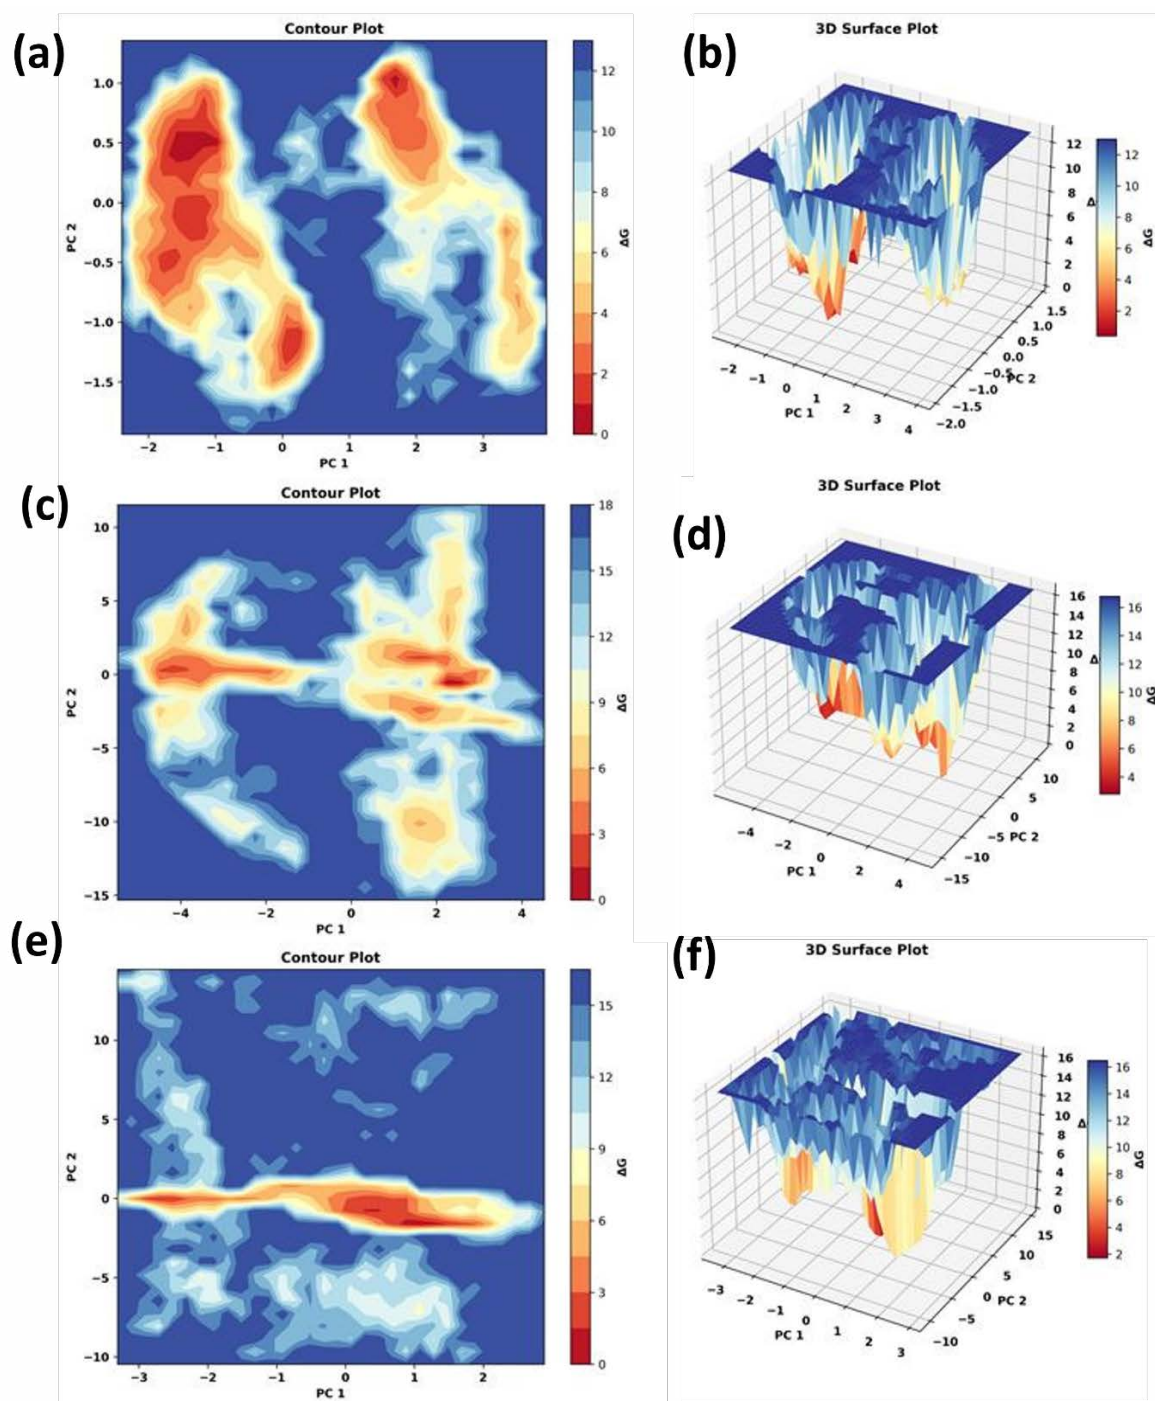 (a)
Contour Plot
1.0
0.5
0.0
−0.5
−1.0
−1.5
PC 2
−2 −1 0 1 2 3
PC 1
12
10
8
6
4
2
0
ΔG
(b)
3D Surface Plot
12
10
8
6
4
2
0
Δ
−2 −1 0 1 2 3 4
PC 1
1.5
1.0
0.5
0.0
−0.5
−1.0
−1.5
−2.0
PC 2
12
10
8
6
4
2
ΔG
(c)
Contour Plot
10
5
0
−5
−10
−15
PC 2
−4 −2 0 2 4
PC 1
18
15
12
9
6
3
0
ΔG
(d)
3D Surface Plot
16
14
12
10
8
6
4
2
0
Δ
−4 −2 0 2 4
PC 1
10
5
0
−5 PC 2
−10
−15
16
14
12
10
8
6
4
ΔG
(e)
Contour Plot
10
5
0
−5
−10
PC 2
−3 −2 −1 0 1 2
PC 1
15
12
9
6
3
0
ΔG
(f)
3D Surface Plot
16
14
12
10
8
6
4
2
0
Δ
−3 −2 −1 0 1 2 3
PC 1
15
10
5
0 PC 2
−5
−10
16
14
12
10
8
6
4
2
ΔG